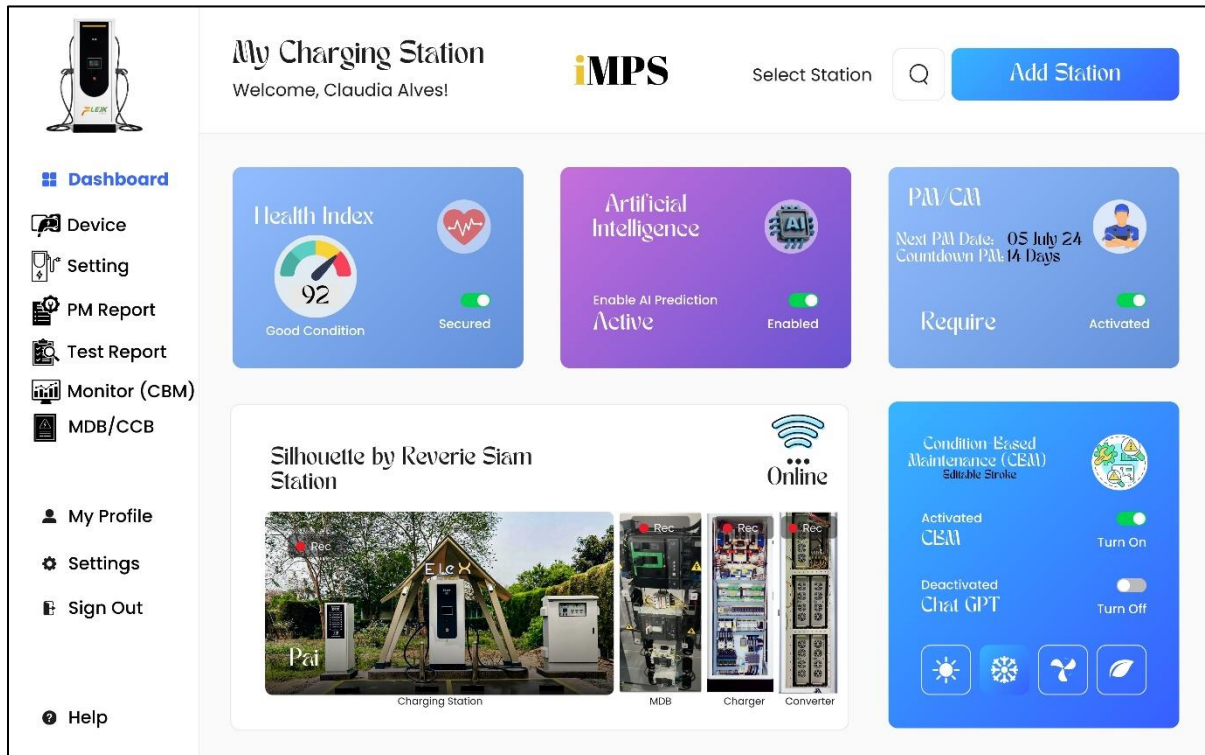 My Charging Station
Welcome, Claudia Alves!
iMPS
Select Station
Add Station
Dashboard
Device
Setting
PM Report
Test Report
Monitor (CBM)
MDB/CCB
My Profile
Settings
Sign Out
Help
Health Index
92
Good Condition
Secured
Artificial
Intelligence
AI
Enable AI Prediction
Active
Enabled
PM/CM
Next PM Date: 05 July 24
Countdown PM: 14 Days
Require
Activated
Silhouette by Reverie Siam
Station
Online
Rec
ELeX
Pai
Charging Station
Rec
MDB
Rec
Charger
Rec
Converter
Condition-Based
Maintenance (CBM)
Editable Stroke
Activated
CBM
Turn On
Deactivated
Chat GPT
Turn Off